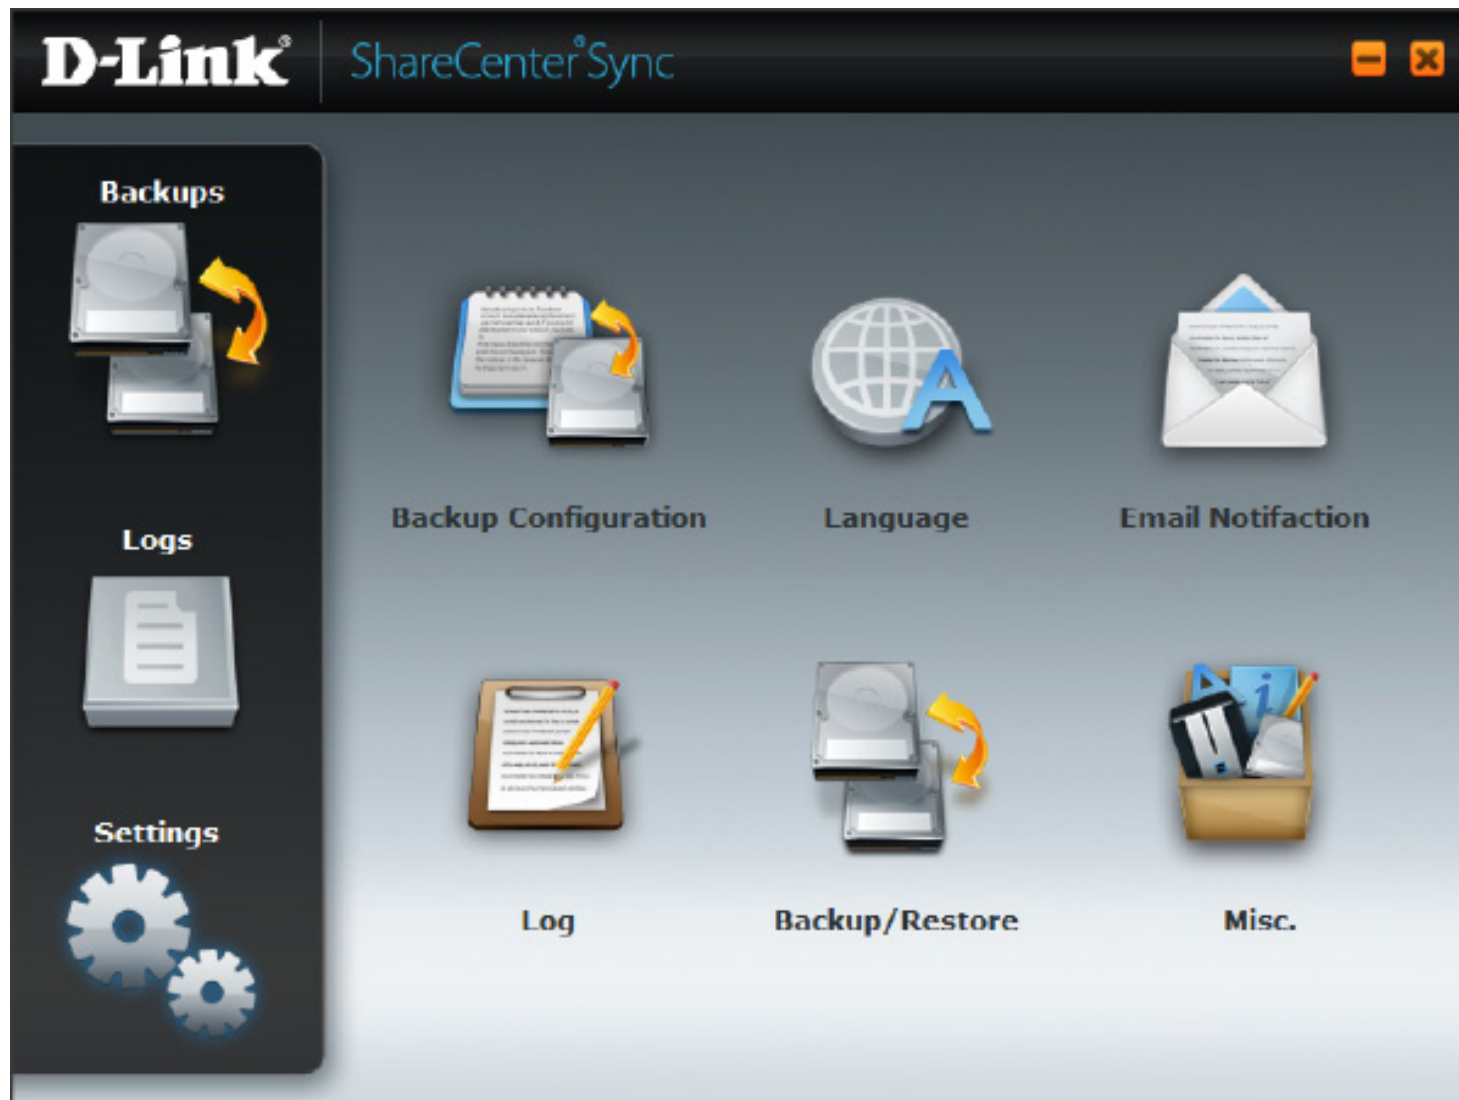 D-Link®
ShareCenter® Sync
Backups
Logs
Settings
Backup Configuration
Language
Email Notifaction
Log
Backup/Restore
Misc.